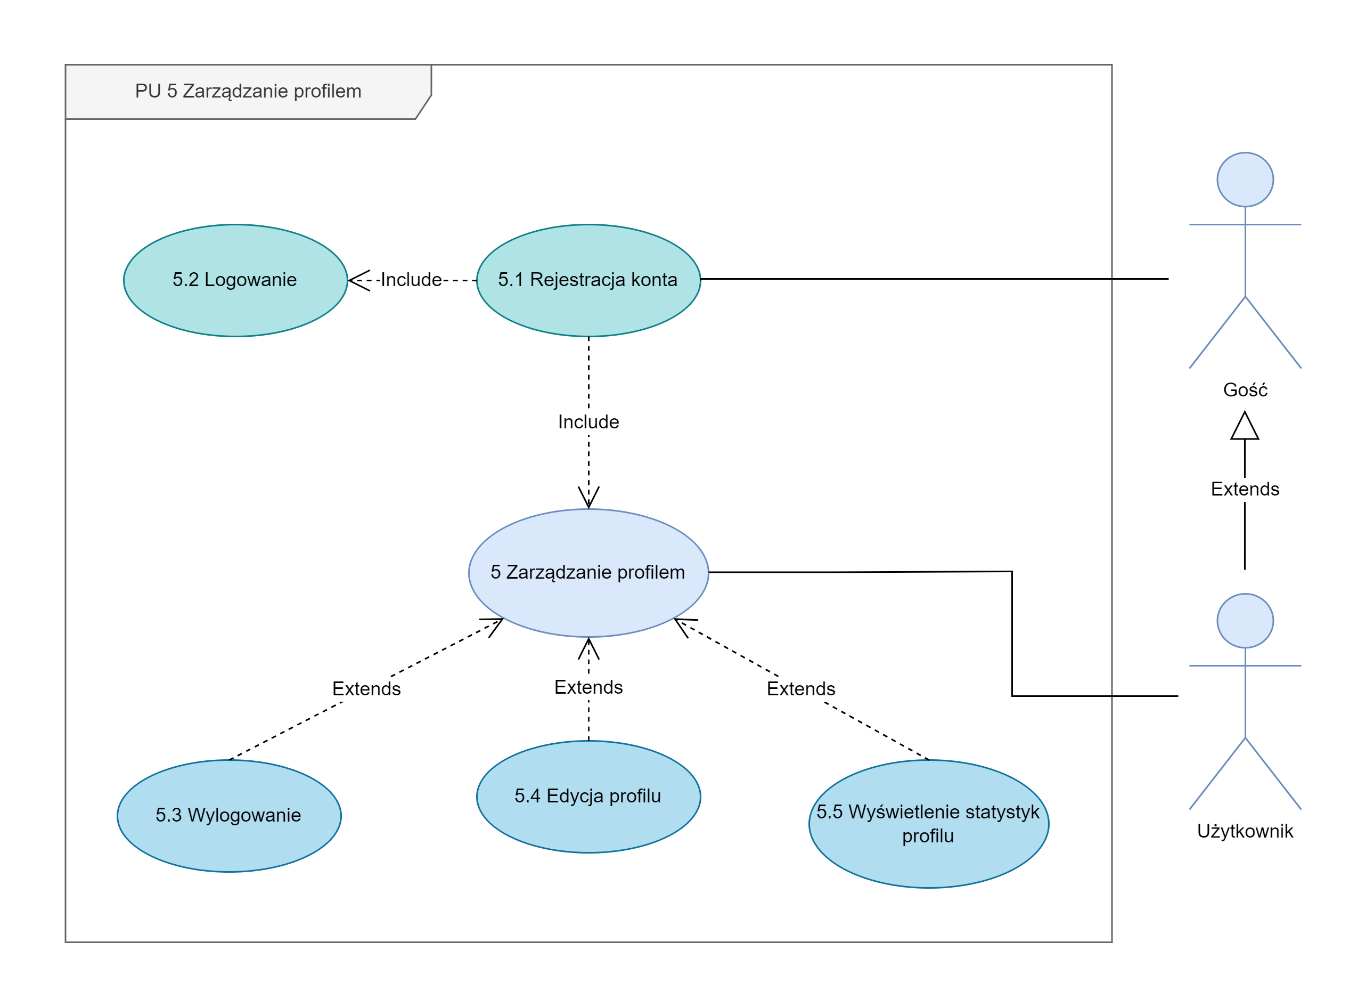 PU 5 Zarządzanie profilem
5.2 Logowanie
Include
5.1 Rejestracja konta
Gość
Include
Extends
5 Zarządzanie profilem
Extends
Extends
Extends
5.3 Wylogowanie
5.4 Edycja profilu
5.5 Wyświetlenie statystyk
profilu
Użytkownik